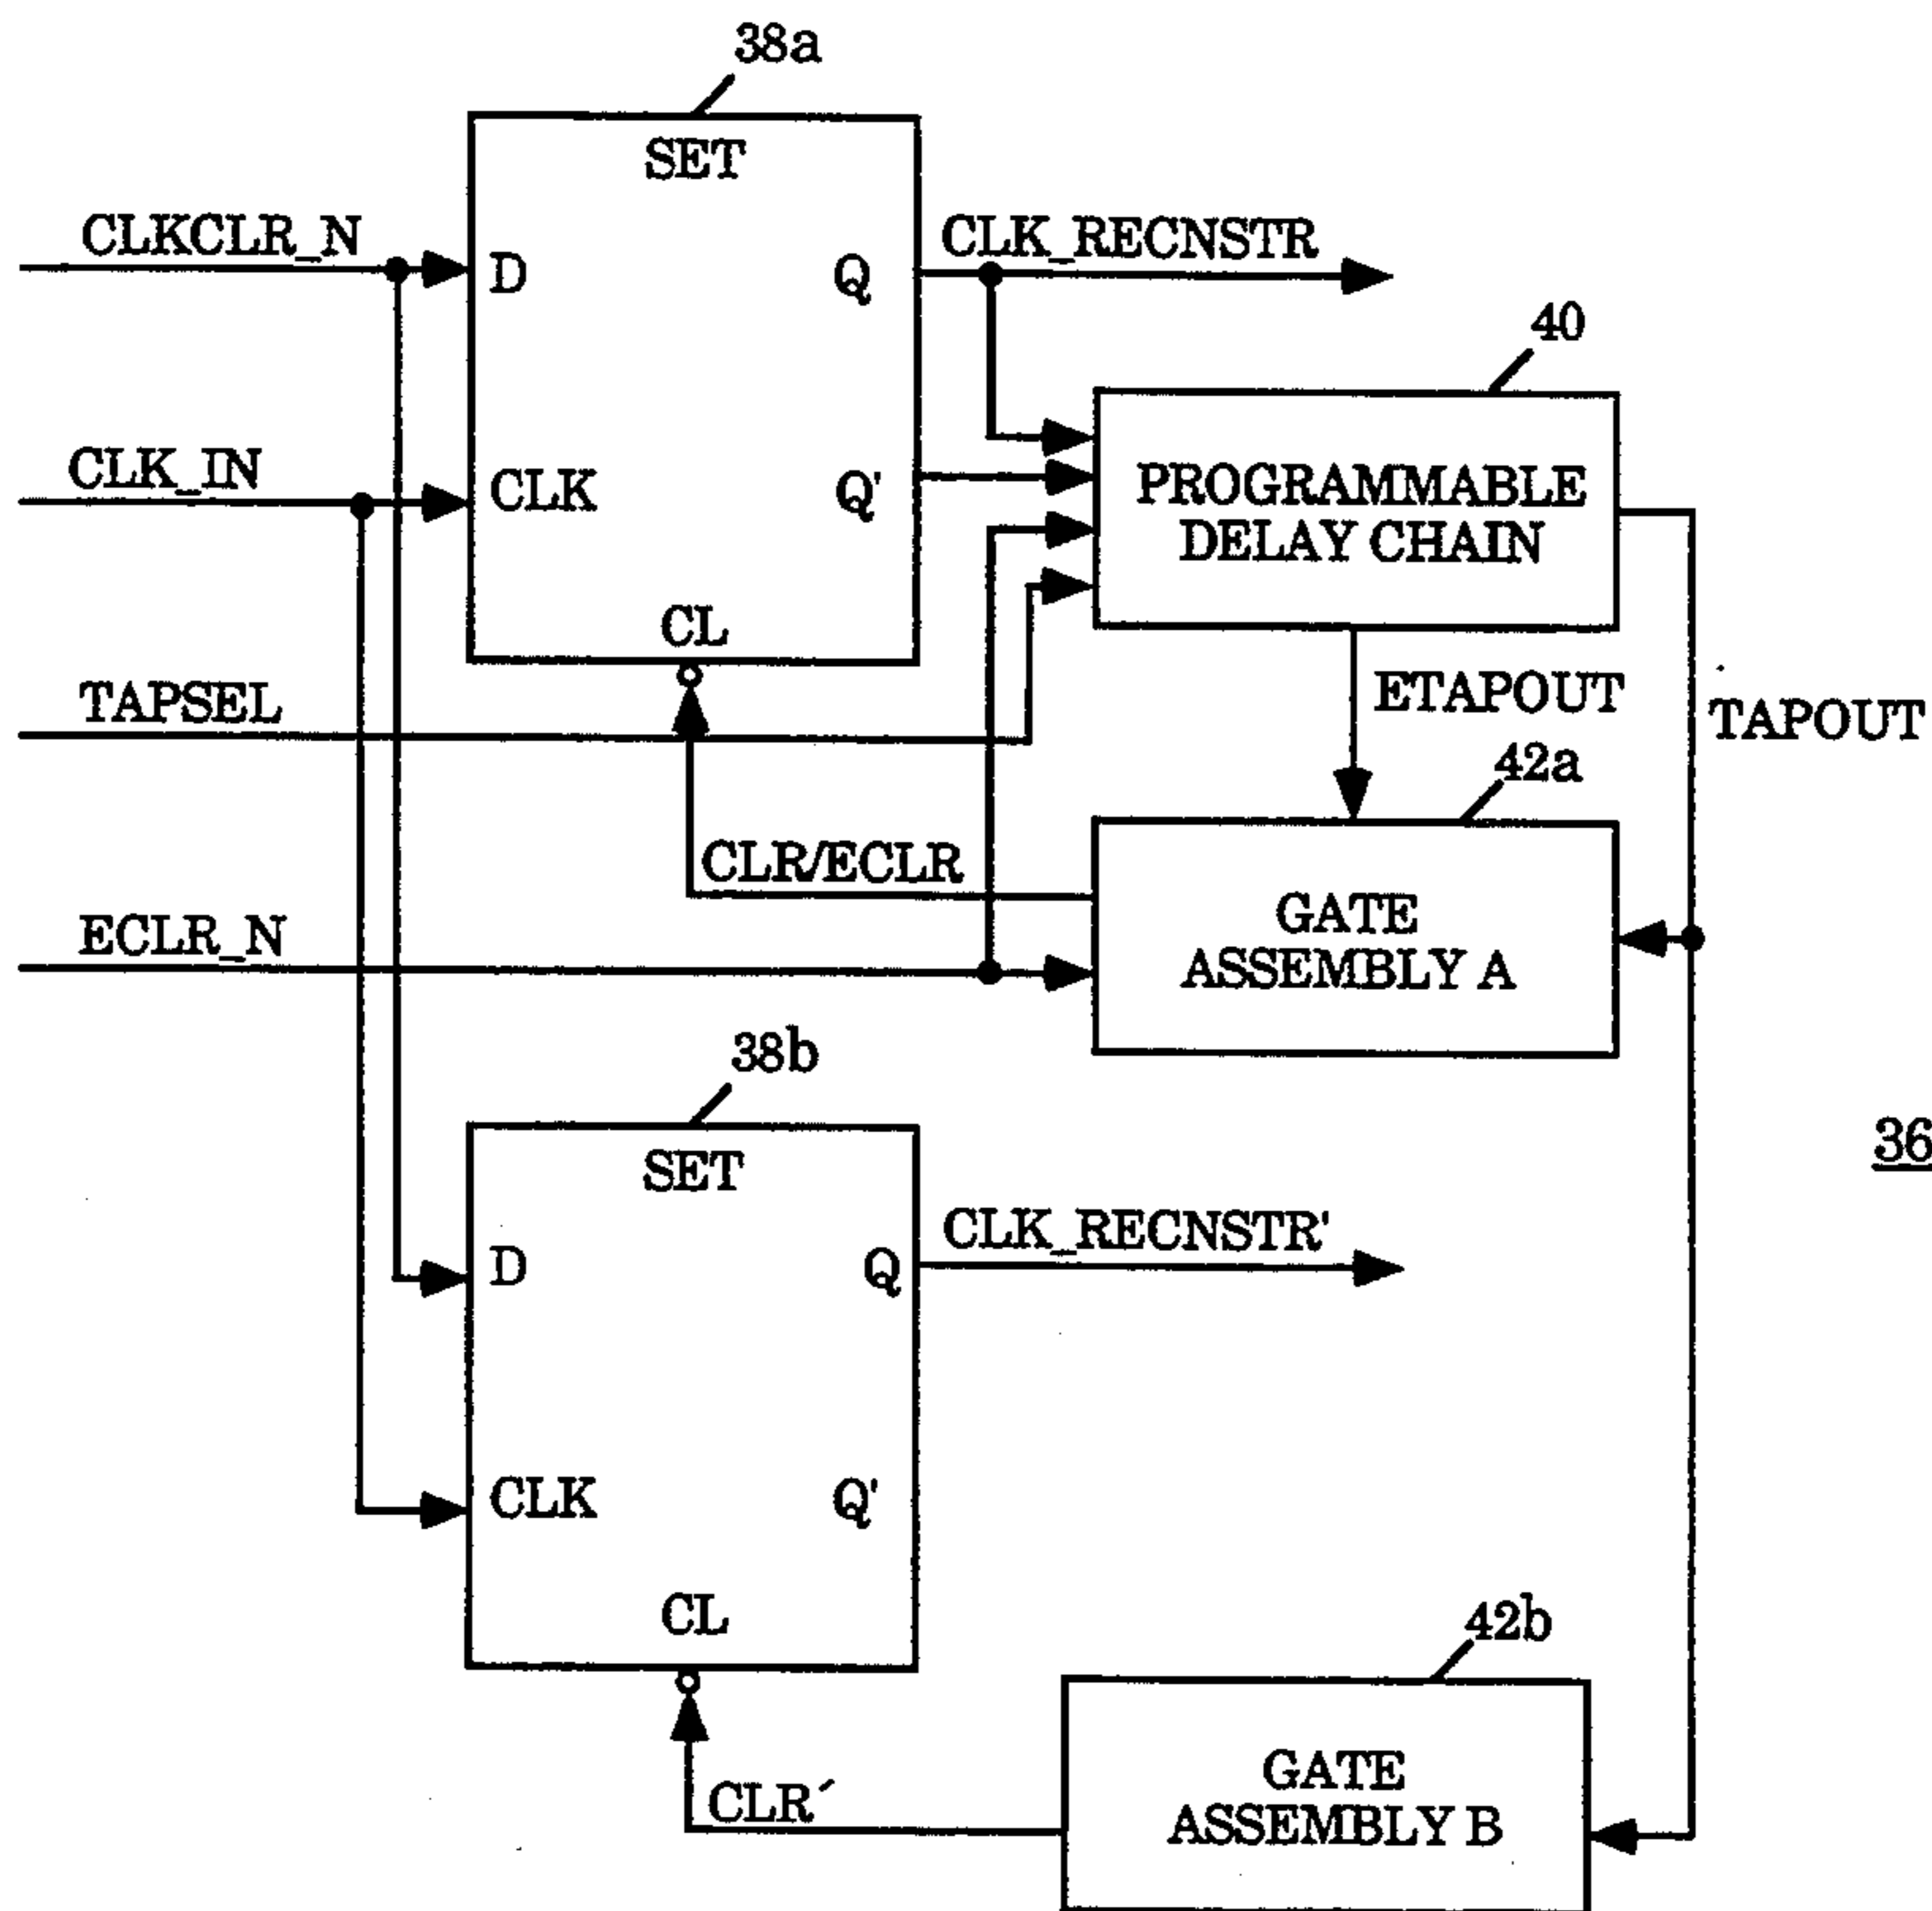 38a
SET
CLKCLR_N
D
Q
CLK_RECNSTR
40
CLK_IN
CLK
Q'
PROGRAMMABLE
DELAY CHAIN
CL
TAPSEL
ETAPOUT
TAPOUT
42a
CLR/ECLR
GATE
ASSEMBLY A
ECLR_N
38b
36
SET
D
Q
CLK_RECNSTR'
CLK
Q'
CL
42b
CLR´
GATE
ASSEMBLY B